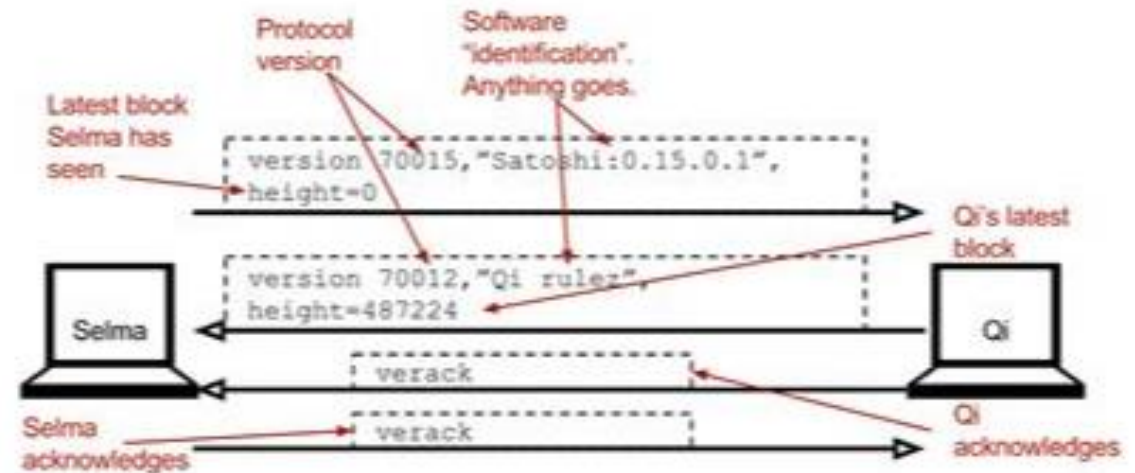 Protocol
version
Software
"identification".
Anything goes.
Latest block
Selma has
seen
version 70015,"Satoshi:0.15.0.1",
height=0
Qi's latest
block
version 70012,"Qi rulez",
height=487224
Selma
Qi
verack
verack
Selma
acknowledges
Qi
acknowledges